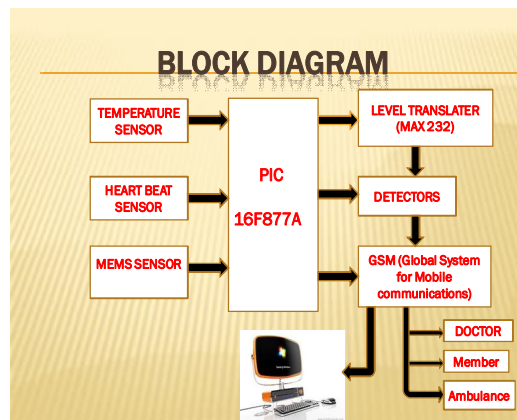 BLOCK DIAGRAM
TEMPERATURE
SENSOR
HEART BEAT
SENSOR
MEMS SENSOR
PIC
16F877A
LEVEL TRANSLATER
(MAX 232)
DETECTORS
GSM (Global System
for Mobile
communications)
DOCTOR
Member
Ambulance